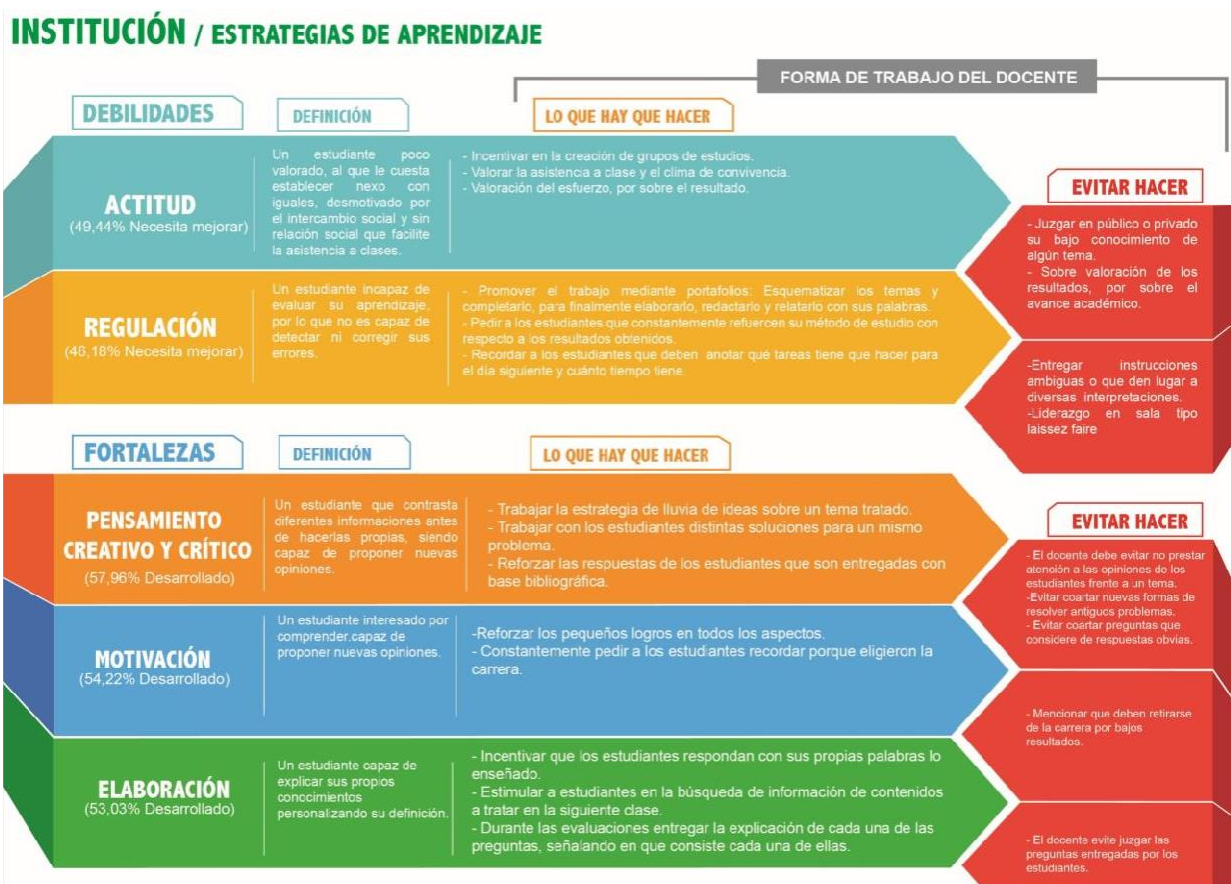 INSTITUCIÓN / ESTRATEGIAS DE APRENDIZAJE
FORMA DE TRABAJO DEL DOCENTE
DEBILIDADES
DEFINICIÓN
LO QUE HAY QUE HACER
EVITAR HACER
ACTITUD
(49,44% Necesita mejorar)
Un estudiante poco
valorado, al que le cuesta
establecer nexo con
iguales, desmotivado por
el intercambio social y sin
relación social que facilite
la asistencia a clases.
- Incentivar en la creación de grupos de estudios.
- Valorar la asistencia a clase y el clima de convivencia.
- Valoración del esfuerzo, por sobre el resultado.
- Juzgar en público o privado
su bajo conocimiento de
algún tema.
- Sobre valoración de los
resultados, por sobre el
avance académico.
REGULACIÓN
(46,18% Necesita mejorar)
Un estudiante incapaz de
evaluar su aprendizaje,
por lo que no es capaz de
detectar ni corregir sus
errores.
- Promover el trabajo mediante portafolios: Esquematizar los temas y
completarlo, para finalmente elaborarlo, redactarlo y relatarlo con sus palabras.
- Pedir a los estudiantes que constantemente refuercen su método de estudio con
respecto a los resultados obtenidos.
- Recordar a los estudiantes que deben anotar qué tareas tiene que hacer para
el día siguiente y cuánto tiempo tiene.
-Entregar instrucciones
ambiguas o que den lugar a
diversas interpretaciones.
-Liderazgo en sala tipo
laissez faire
FORTALEZAS
DEFINICIÓN
LO QUE HAY QUE HACER
EVITAR HACER
PENSAMIENTO
CREATIVO Y CRÍTICO
(57,96% Desarrollado)
Un estudiante que contrasta
diferentes informaciones antes
de hacerlas propias, siendo
capaz de proponer nuevas
opiniones.
- Trabajar la estrategia de lluvia de ideas sobre un tema tratado.
- Trabajar con los estudiantes distintas soluciones para un mismo
problema.
- Reforzar las respuestas de los estudiantes que son entregadas con
base bibliográfica.
- El docente debe evitar no prestar
atención a las opiniones de los
estudiantes frente a un tema.
-Evitar coartar nuevas formas de
resolver antiguos problemas.
- Evitar coartar preguntas que
considere de respuestas obvias.
MOTIVACIÓN
(54,22% Desarrollado)
Un estudiante interesado por
comprender,capaz de
proponer nuevas opiniones.
-Reforzar los pequeños logros en todos los aspectos.
- Constantemente pedir a los estudiantes recordar porque eligieron la
carrera.
- Mencionar que deben retirarse
de la carrera por bajos
resultados.
ELABORACIÓN
(53,03% Desarrollado)
Un estudiante capaz de
explicar sus propios
conocimientos
personalizando su definición.
- Incentivar que los estudiantes respondan con sus propias palabras lo
enseñado.
- Estimular a estudiantes en la búsqueda de información de contenidos
a tratar en la siguiente clase.
- Durante las evaluaciones entregar la explicación de cada una de las
preguntas, señalando en que consiste cada una de ellas.
- El docente evite juzgar las
preguntas entregadas por los
estudiantes.